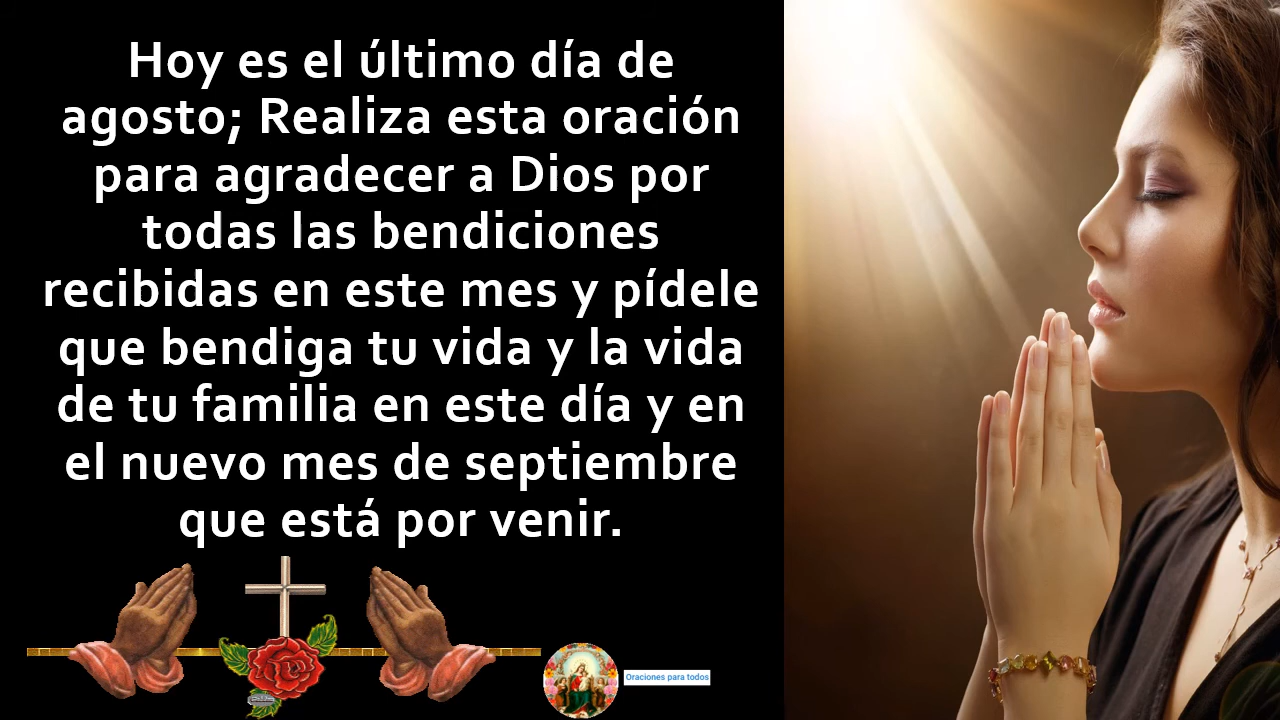 Hoy es el último día de
agosto; Realiza esta oración
para agradecer a Dios por
todas las bendiciones
recibidas en este mes y pídele
que bendiga tu vida y la vida
de tu familia en este día y en
el nuevo mes de septiembre
que está por venir.
Oraciones para todos